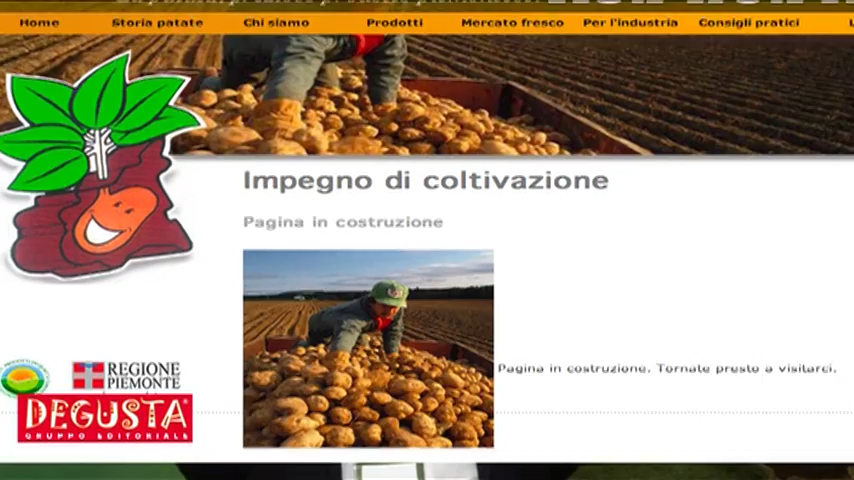 Home Storia patate Chi siamo Prodotti Mercato fresco Per l'industria Consigli pratici
Impegno di coltivazione
Pagina in costruzione
Pagina in costruzione. Tornate presto a visitarci.
REGIONE
PIEMONTE
DEGUSTA
GRUPPO EDITORIALE